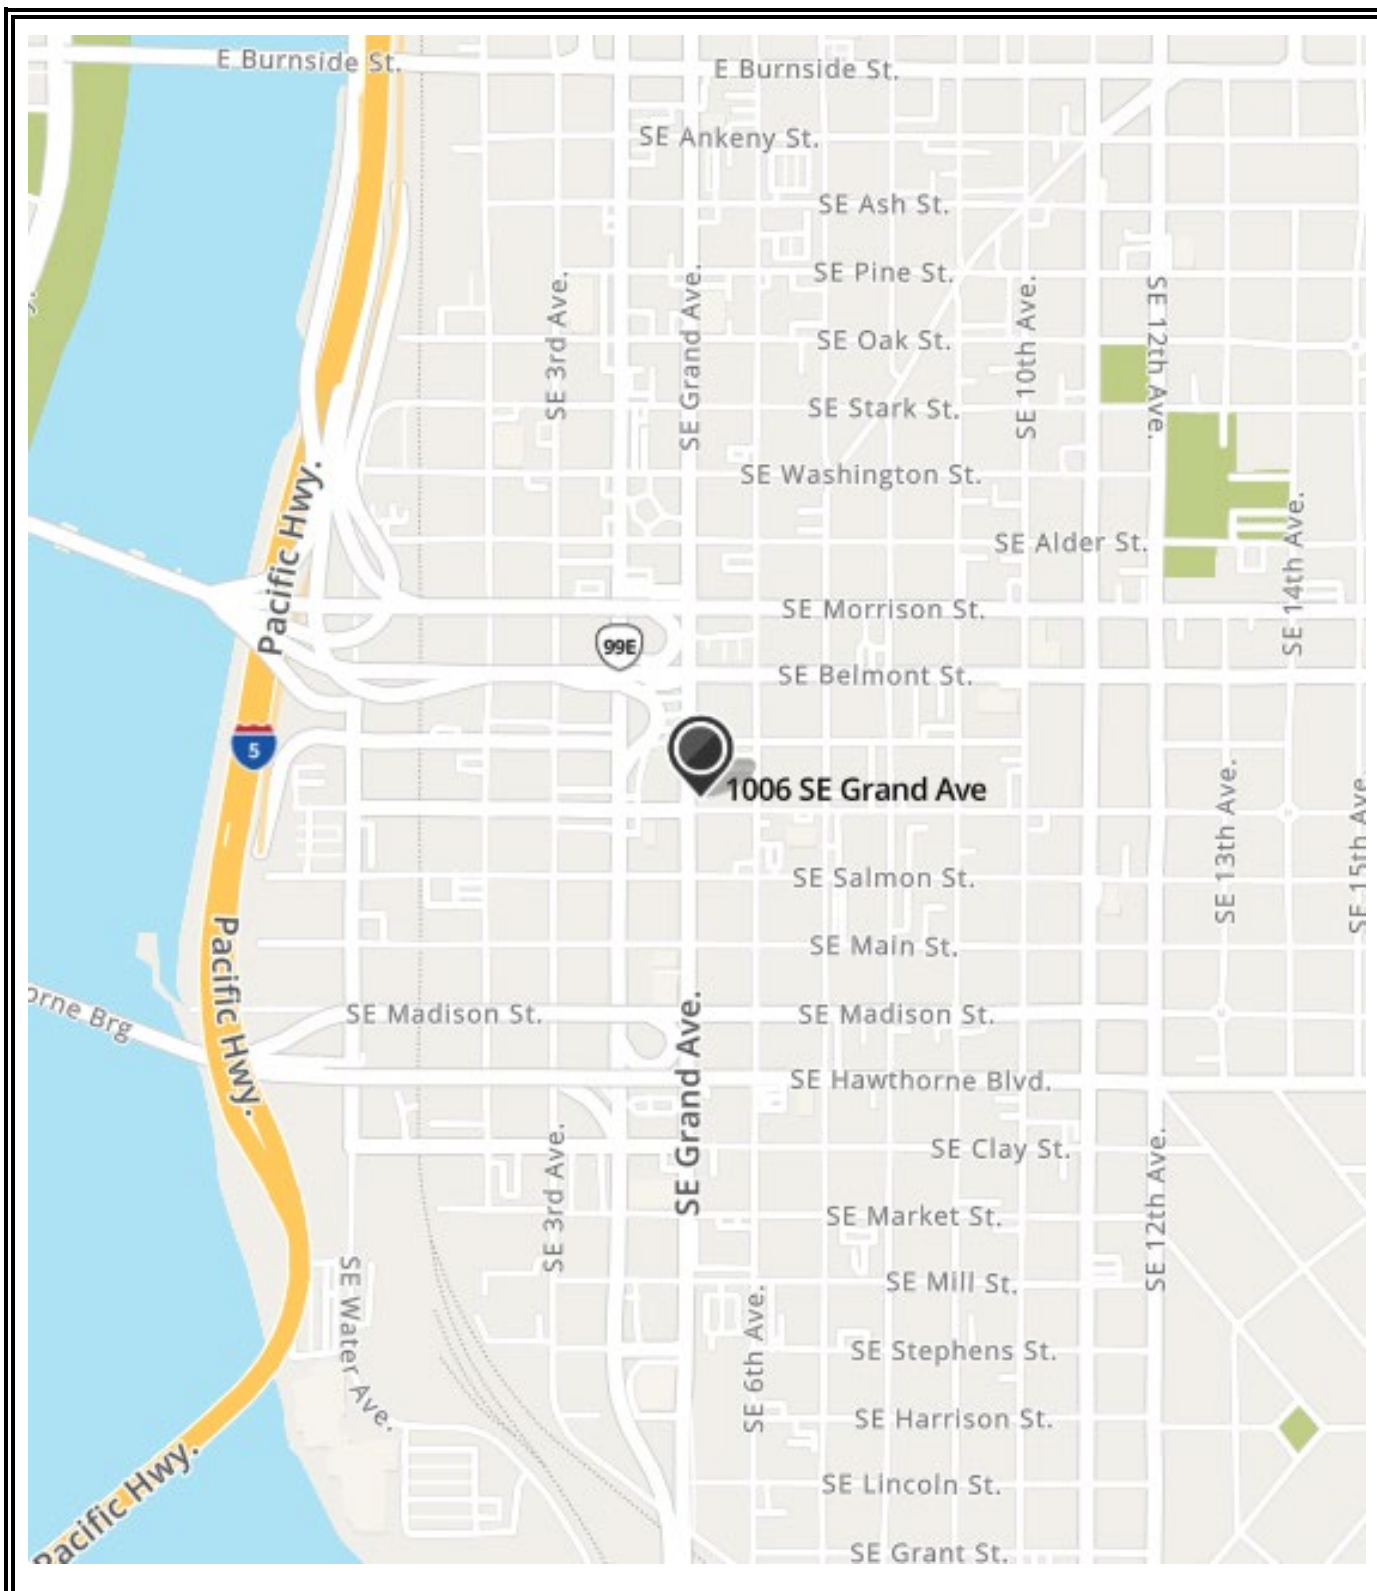 E Burnside St.
E Burnside St.
SE Ankeny St.
SE Ash St.
SE Pine St.
SE 3rd Ave.
SE Grand Ave.
SE 10th Ave.
SE 12th Ave.
SE Oak St.
SE Stark St.
SE Washington St.
Pacific Hwy.
SE Alder St.
SE 14th Ave.
SE Morrison St.
99E
SE Belmont St.
5
1006 SE Grand Ave
SE 13th Ave.
SE 15th Ave.
SE Salmon St.
Pacific Hwy.
SE Main St.
orne Brg
SE Madison St.
SE Madison St.
SE Grand Ave.
SE Hawthorne Blvd.
SE 3rd Ave.
SE Clay St.
SE 12th Ave.
SE Market St.
SE Water Ave.
SE Mill St.
SE 6th Ave.
SE Stephens St.
SE Harrison St.
Pacific Hwy.
SE Lincoln St.
SE Grant St.